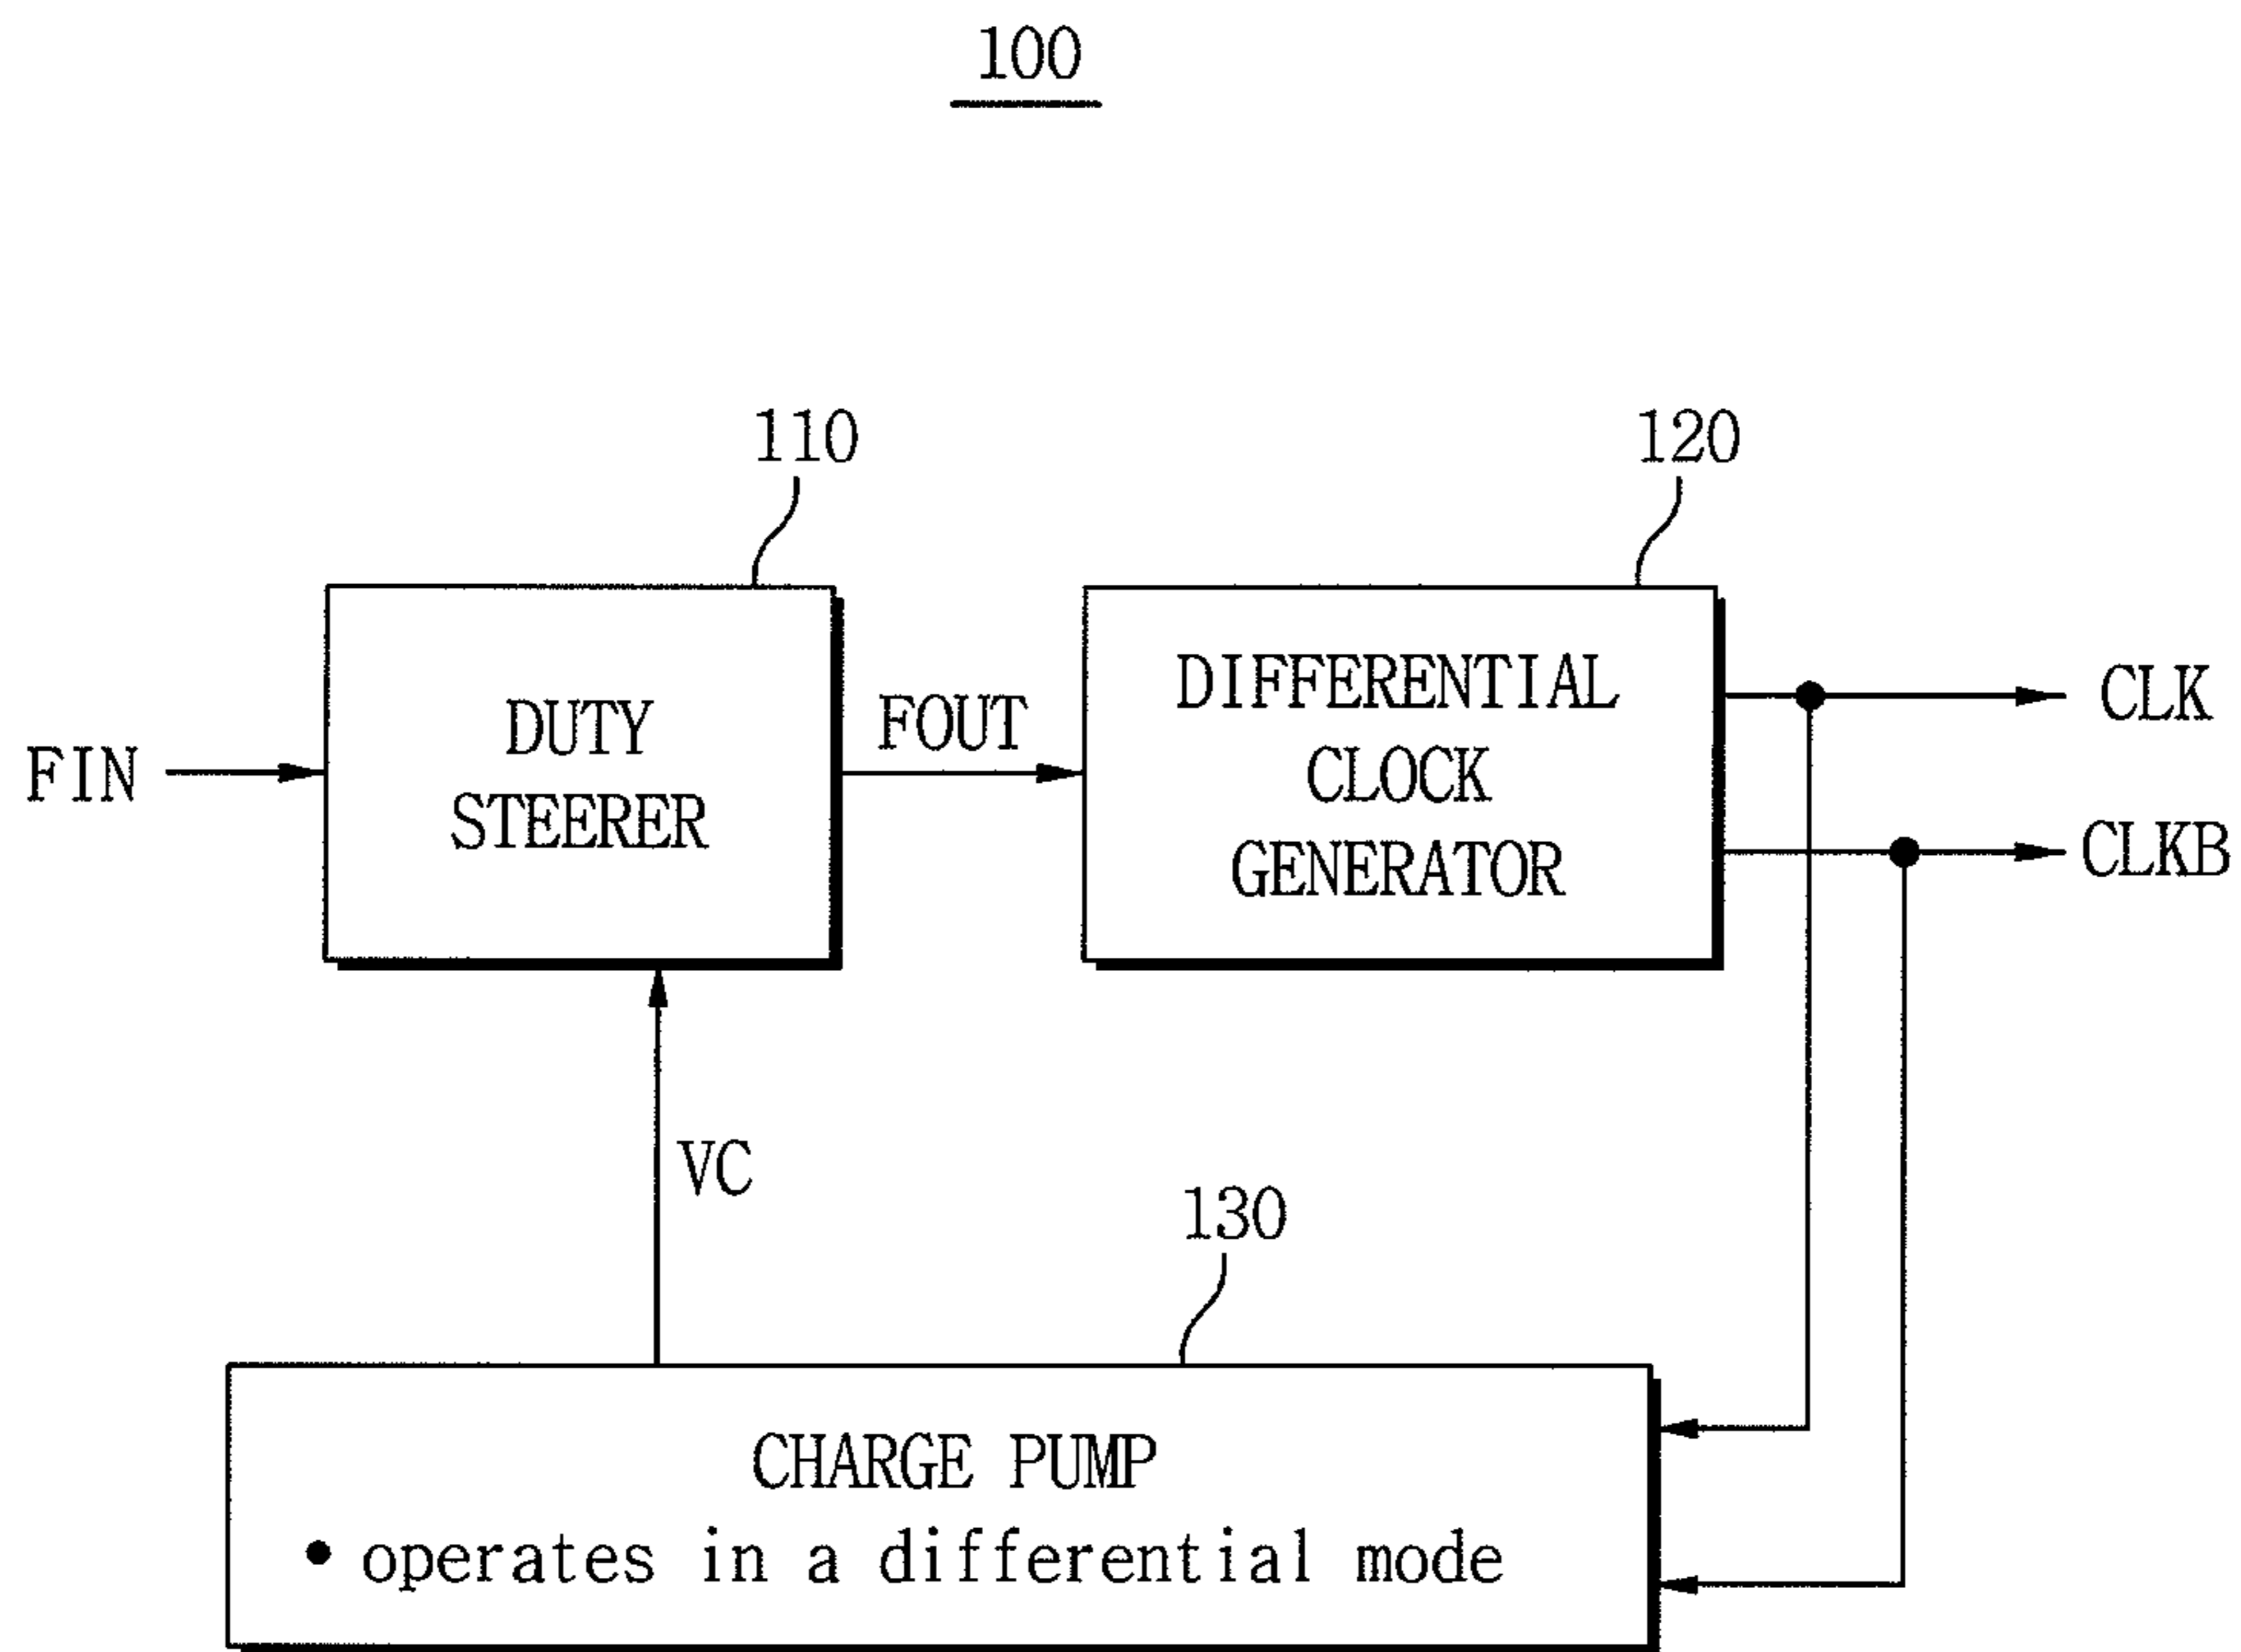 100
110
120
FIN
DUTY
STEERER
FOUT
DIFFERENTIAL
CLOCK
GENERATOR
CLK
CLKB
VC
130
CHARGE PUMP
• operates in a differential mode